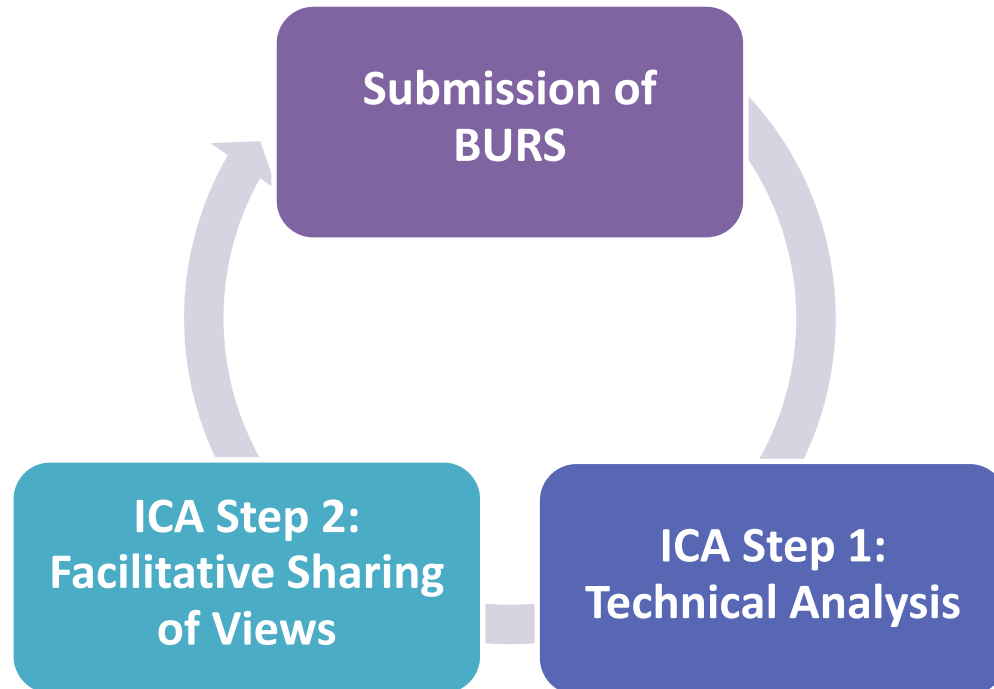 Submission of
BURS
ICA Step 2:
Facilitative Sharing
of Views
ICA Step 1:
Technical Analysis